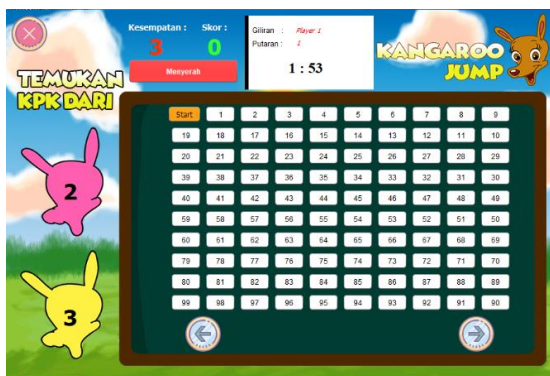 Kesempatan : Skor :
3 0
Menyerah
Giliran : Player 1
Putaran : 1
1 : 53
KANGAROO
JUMP
TEMUKAN
KPK DARI
2
3
Start 1 2 3 4 5 6 7 8 9
19 18 17 16 15 14 13 12 11 10
20 21 22 23 24 25 26 27 28 29
39 38 37 36 35 34 33 32 31 30
40 41 42 43 44 45 46 47 48 49
59 58 57 56 55 54 53 52 51 50
60 61 62 63 64 65 66 67 68 69
79 78 77 76 75 74 73 72 71 70
80 81 82 83 84 85 86 87 88 89
99 98 97 96 95 94 93 92 91 90